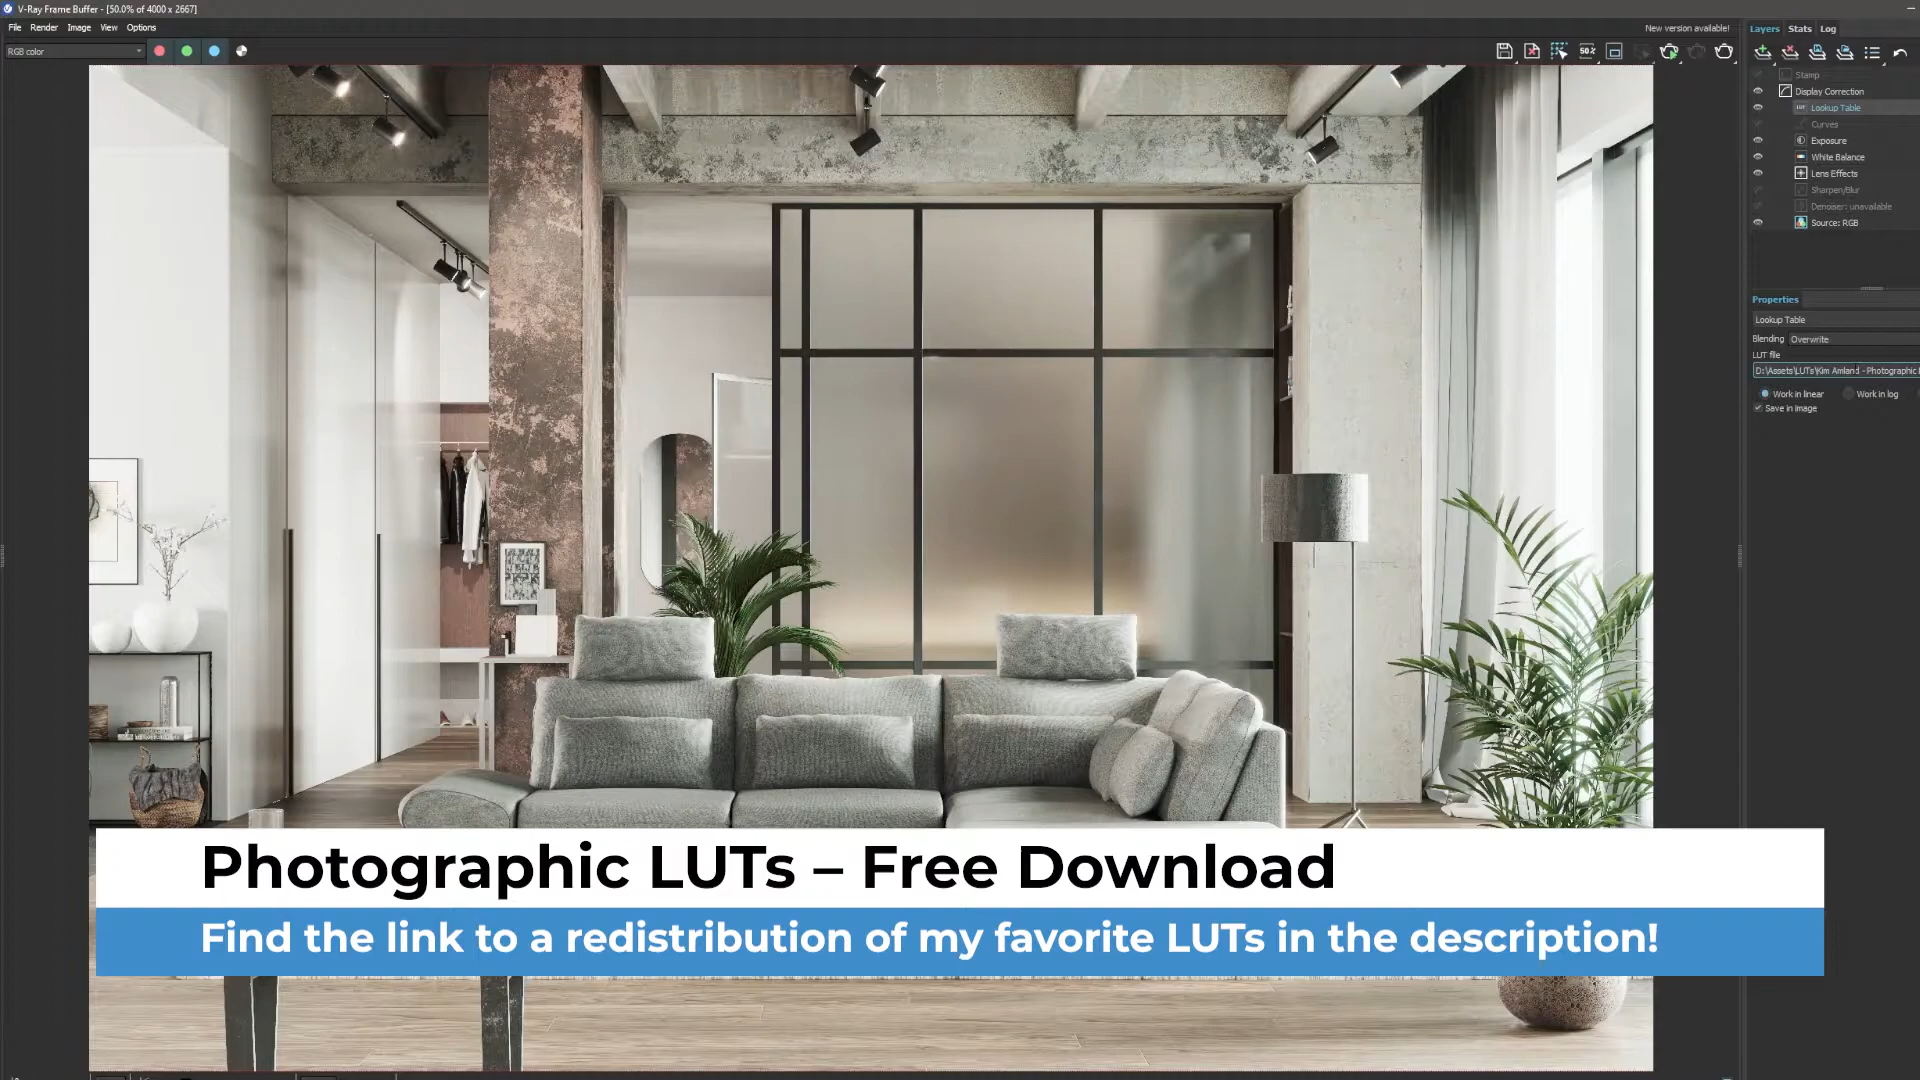 V-Ray Frame Buffer - [50.0% of 4000 x 2667]
File Render Image View Options
New version available!
Layers Stats Log
RGB color
50%
Stamp
Display Correction
LUT Lookup Table
Curves
Exposure
White Balance
Lens Effects
Sharpen/Blur
Denoiser: unavailable
Source: RGB
Properties
Lookup Table
Blending Overwrite
LUT file
D:\Assets\LUTs\Kim Amland - Photographic
Work in linear Work in log
Save in image
Photographic LUTs – Free Download
Find the link to a redistribution of my favorite LUTs in the description!